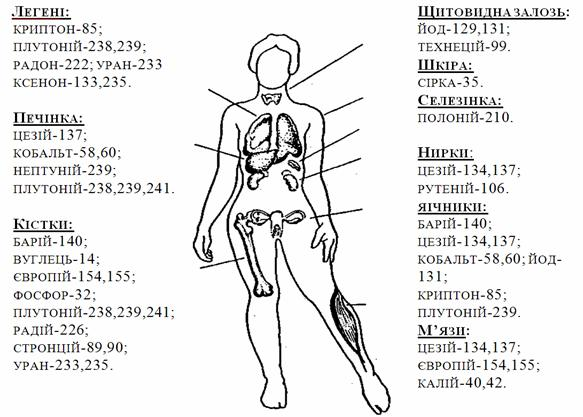 ЛЕГЕНІ:
КРИПТОН-85;
ПЛУТОНІЙ-238,239;
РАДОН-222; УРАН-233
КСЕНОН-133,235.
ПЕЧІНКА:
ЦЕЗІЙ-137;
КОБАЛЬТ-58,60;
НЕПТУНІЙ-239;
ПЛУТОНІЙ-238,239,241.
КІСТКИ:
БАРІЙ-140;
ВУГЛЕЦЬ-14;
ЄВРОПІЙ-154,155;
ФОСФОР-32;
ПЛУТОНІЙ-238,239,241;
РАДІЙ-226;
СТРОНЦІЙ-89,90;
УРАН-233,235.
ЩИТОВИДНА ЗАЛОЗЬ:
ЙОД-129,131;
ТЕХНЕЦІЙ-99.
ШКІРА:
СІРКА-35.
СЕЛЕЗІНКА:
ПОЛОНІЙ-210.
НИРКИ:
ЦЕЗІЙ-134,137;
РУТЕНІЙ-106.
ЯІЧНИКИ:
БАРІЙ-140;
ЦЕЗІЙ-134,137;
КОБАЛЬТ-58,60; ЙОД-
131;
КРИПТОН-85;
ПЛУТОНІЙ-239.
М’ЯЗИ:
ЦЕЗІЙ-134,137;
ЄВРОПІЙ-154,155;
КАЛІЙ-40,42.